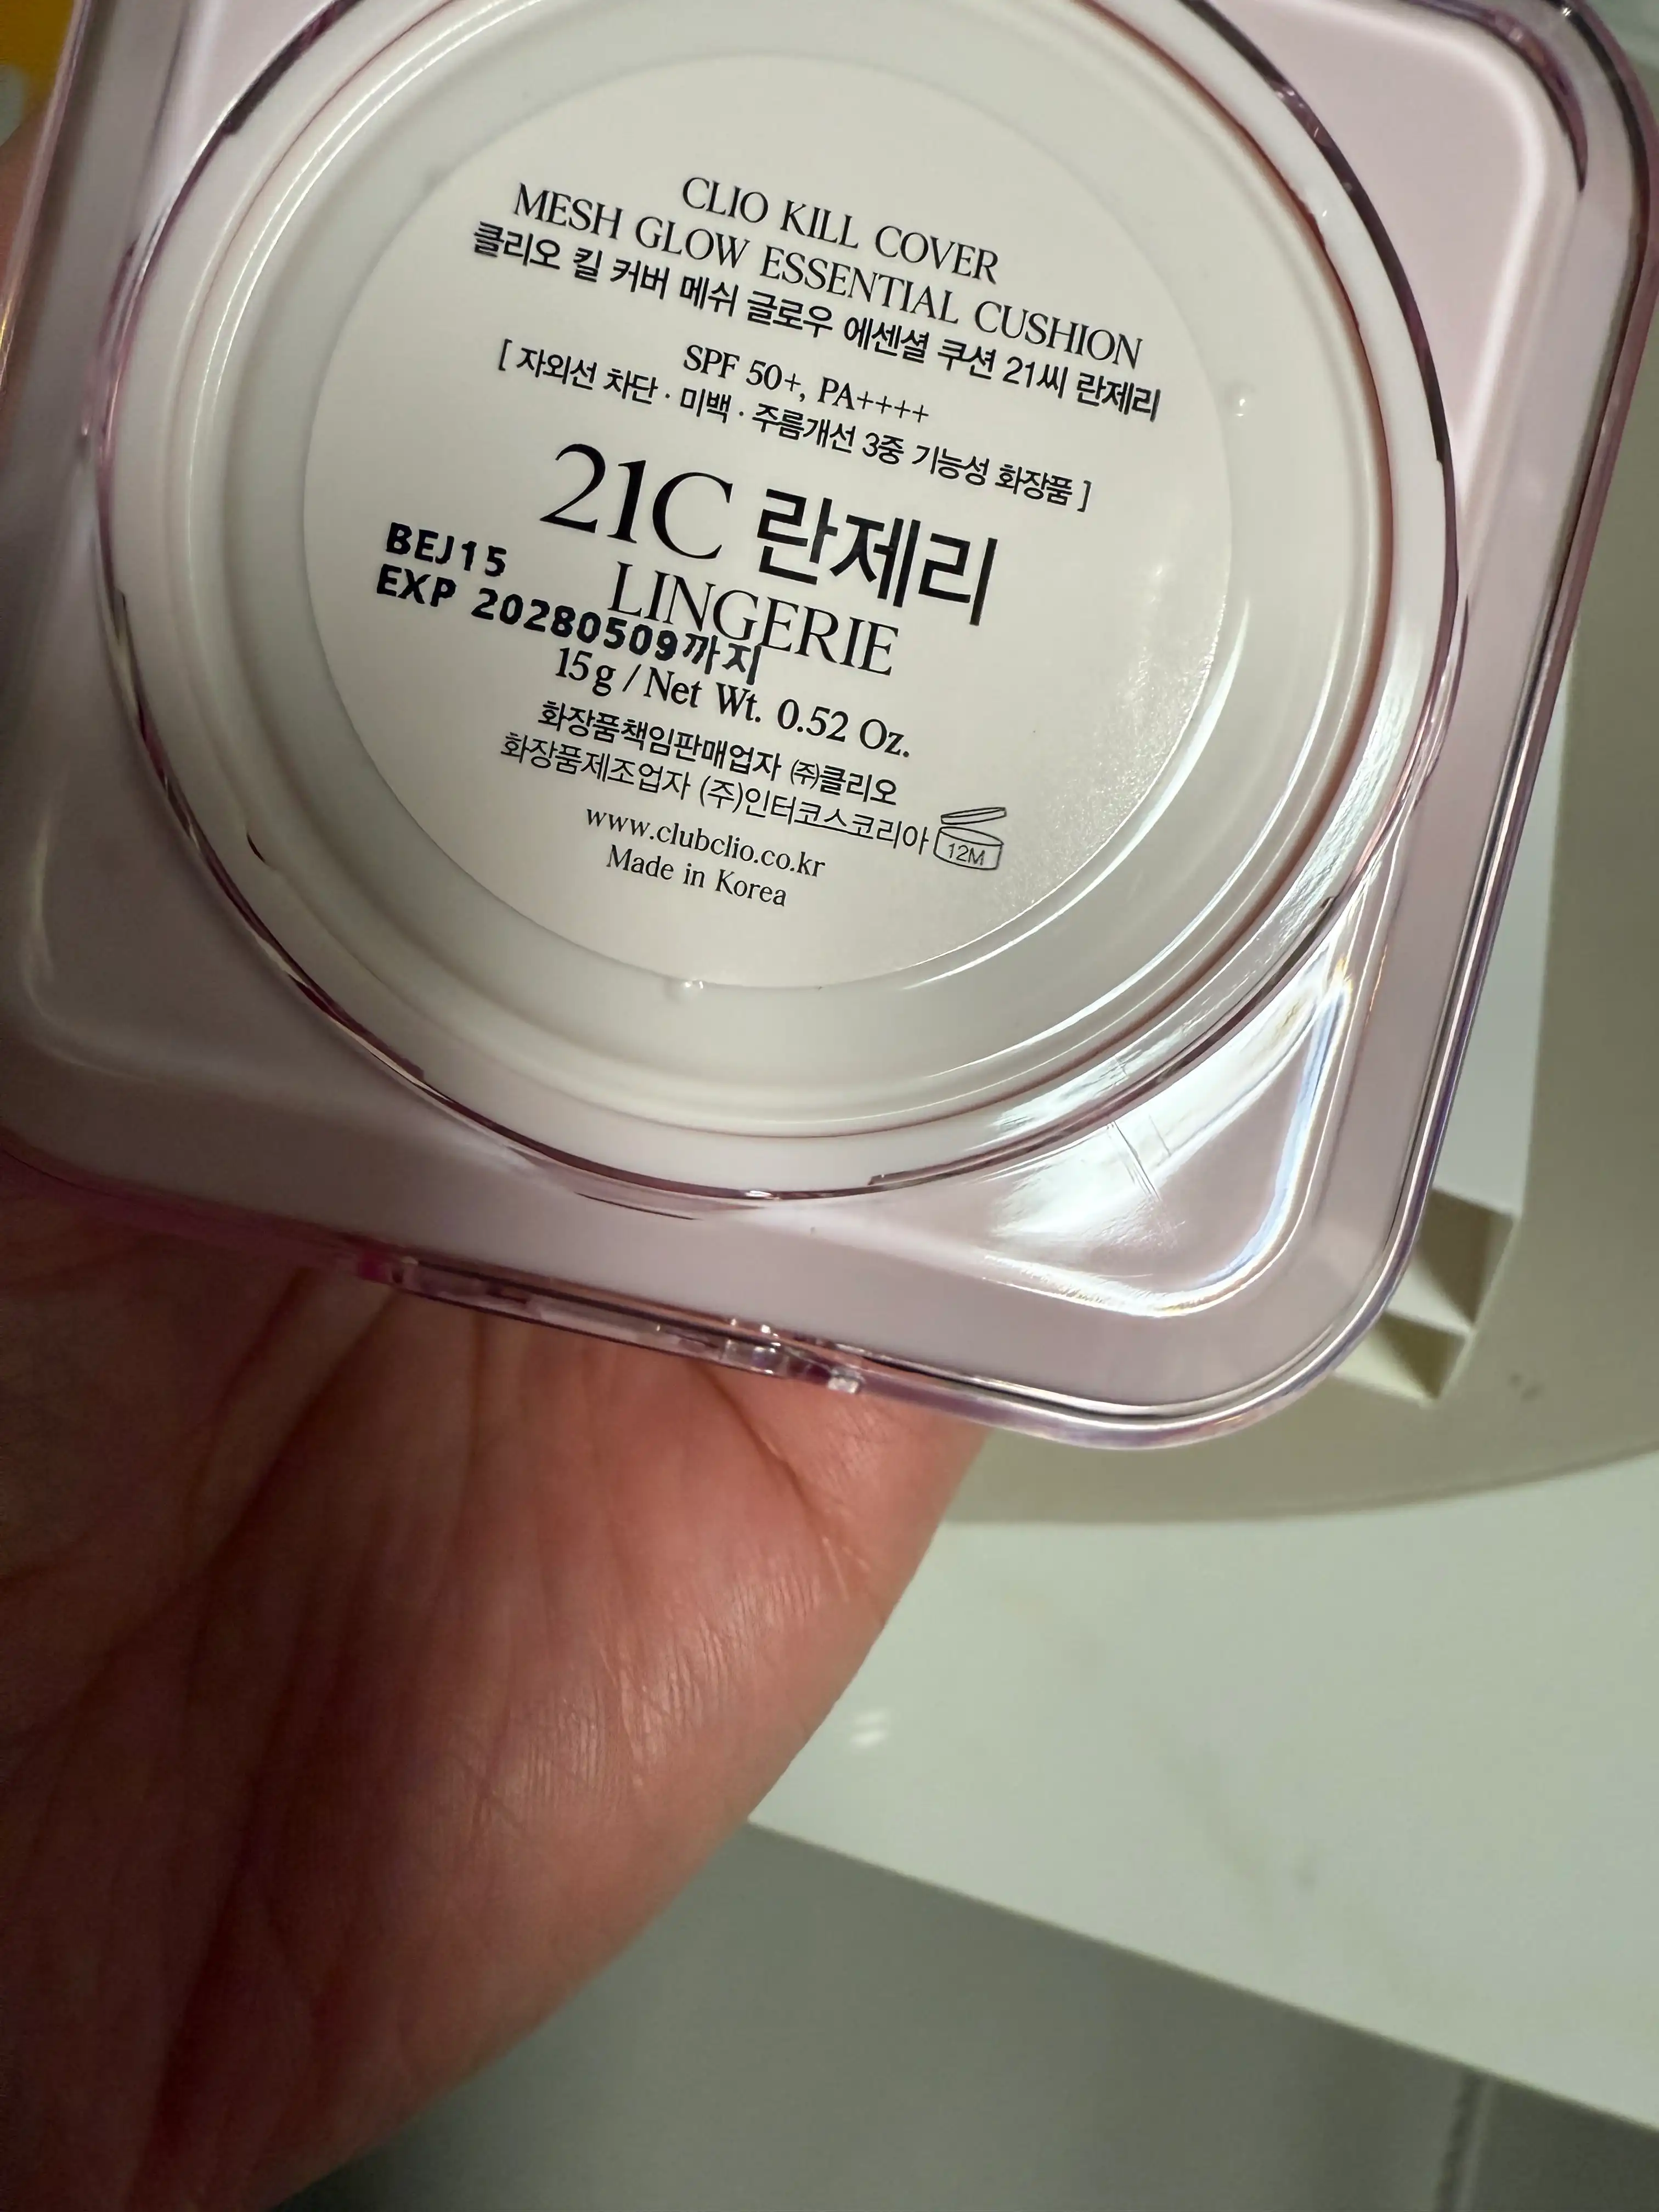 CLIO KILL COVER
MESH GLOW ESSENTIAL CUSHION
클리오 킬 커버 메쉬 글로우 에센셜 쿠션 21씨 란제리
SPF 50+, PA++++
[ 자외선 차단 · 미백 · 주름개선 3중 기능성 화장품 ]
21C 란제리
LINGERIE
BEJ15
EXP 20280509까지
15g / Net Wt. 0.52 Oz.
화장품책임판매업자 ㈜클리오
화장품제조업자 (주)인터코스코리아
12M
www.clubclio.co.kr
Made in Korea